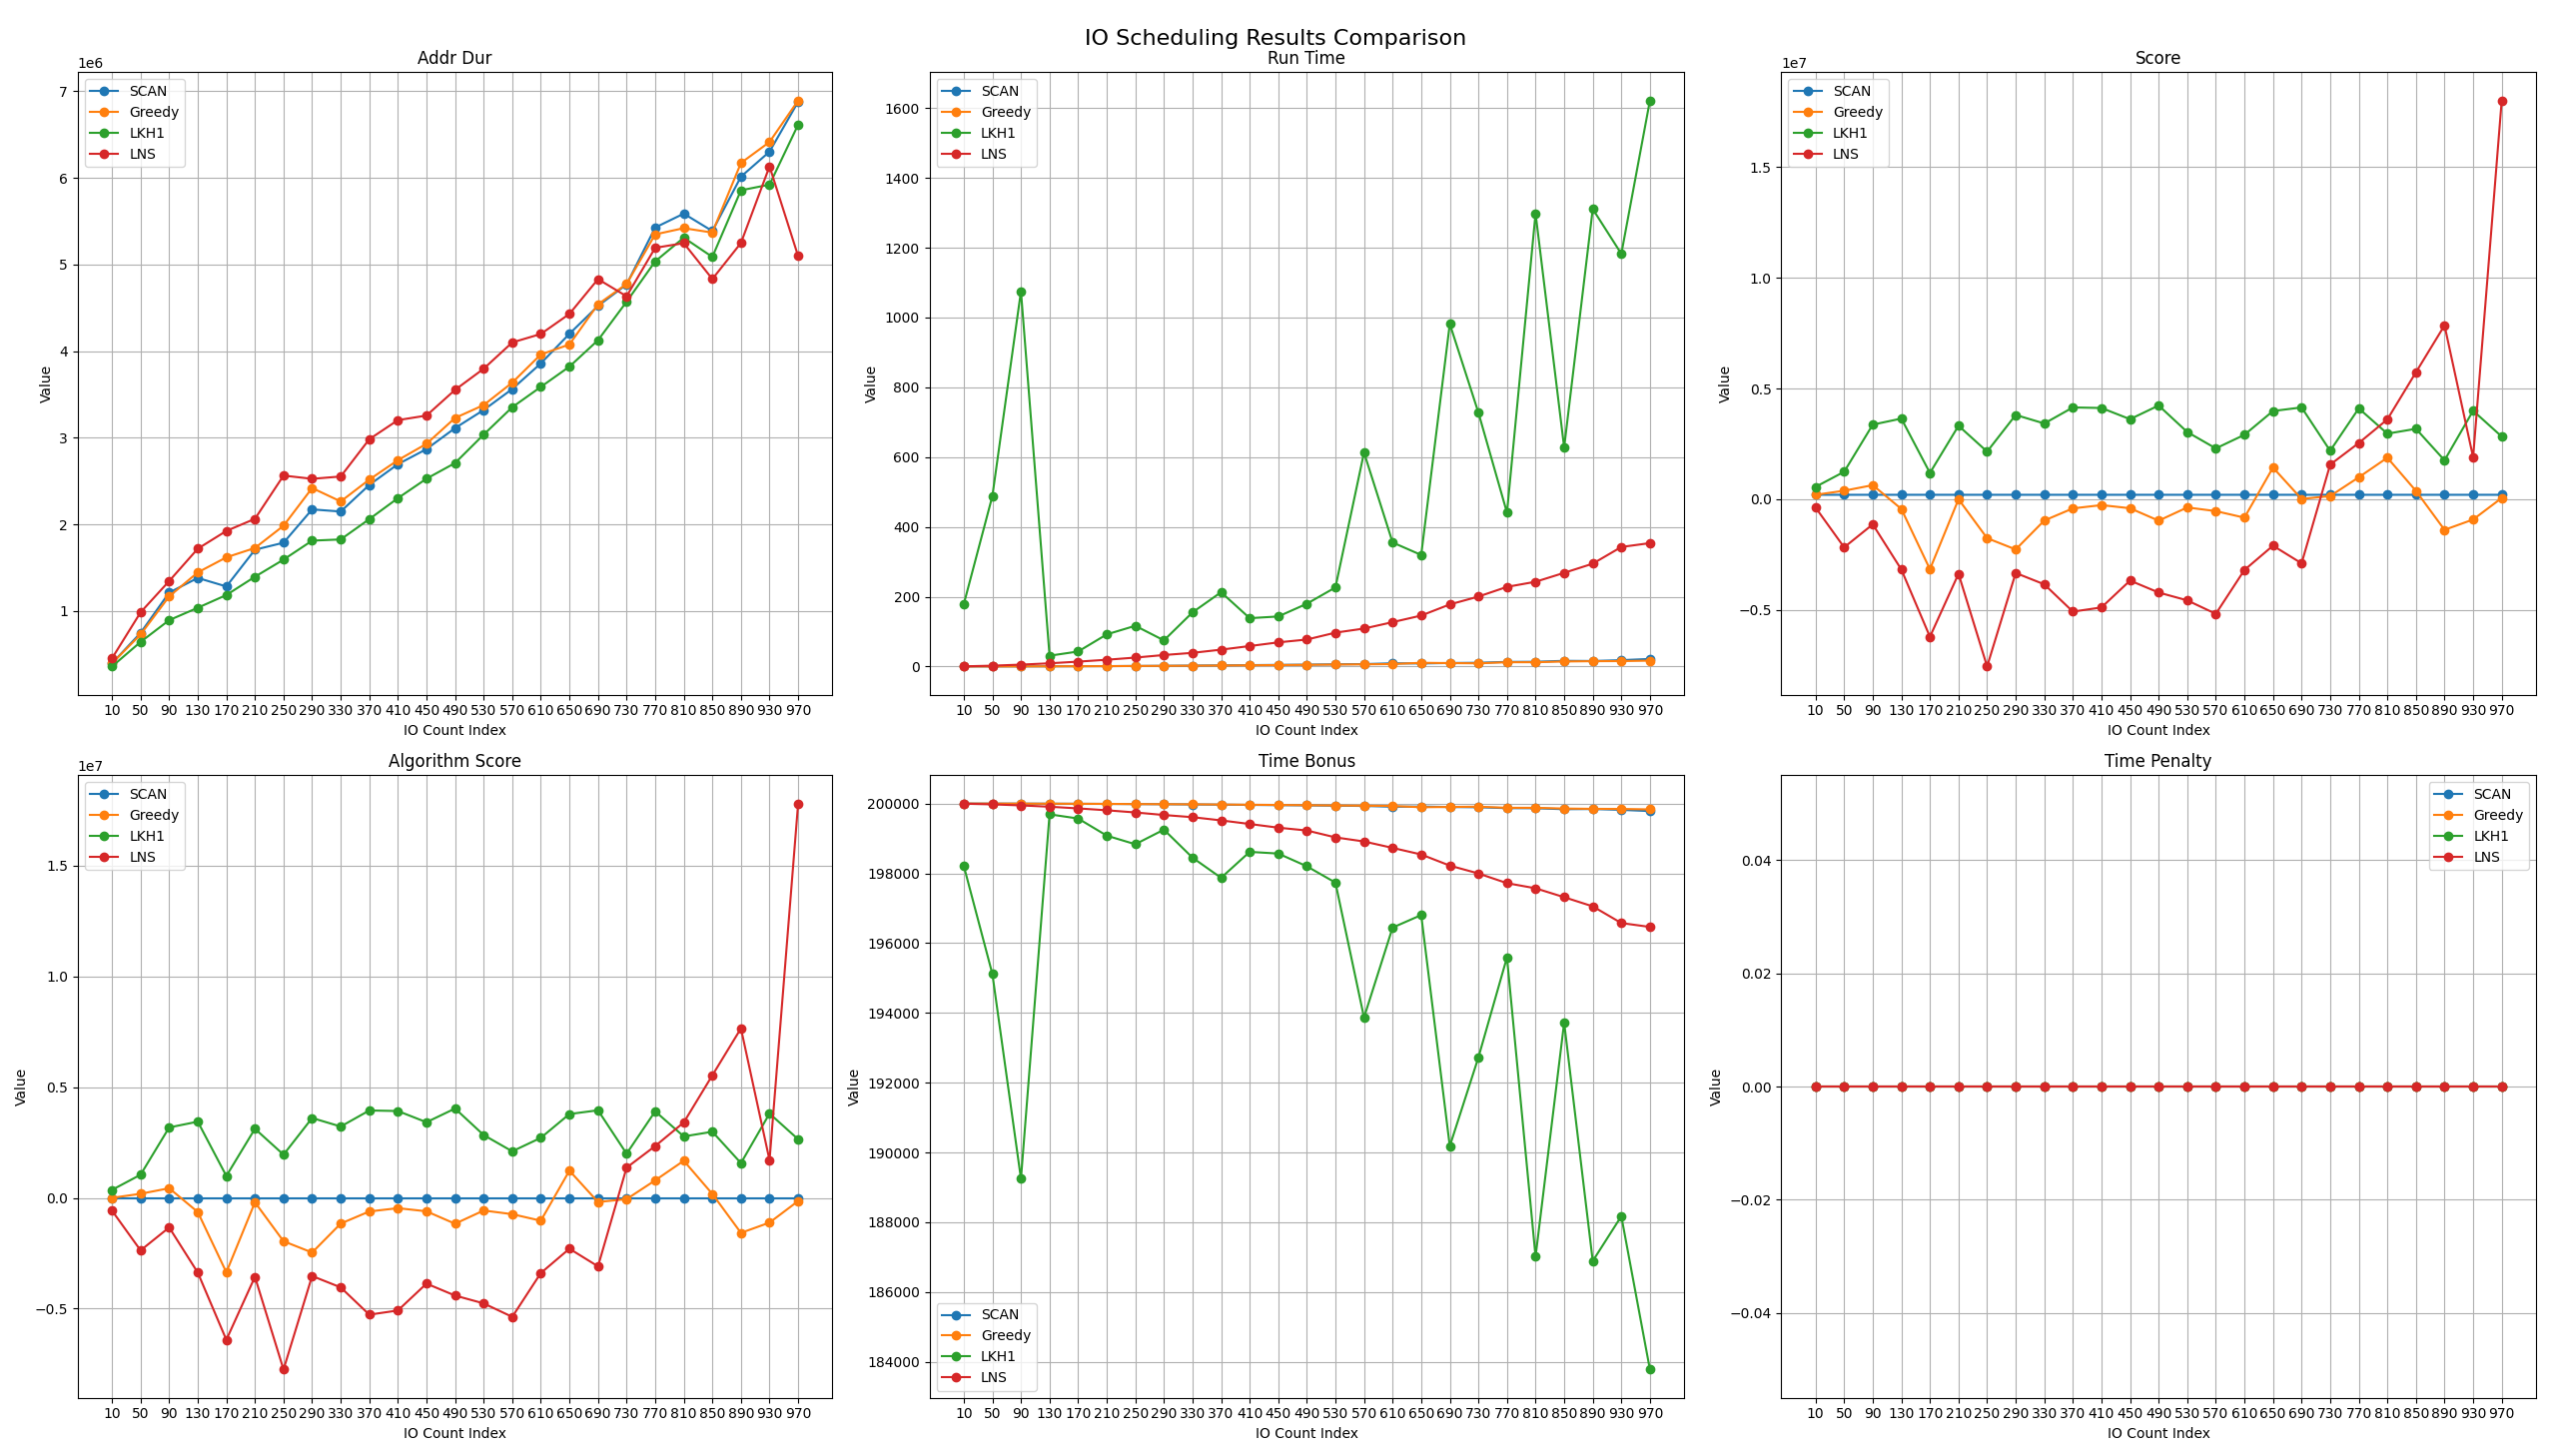 IO Scheduling Results Comparison
Addr Dur
1e6
SCAN
Greedy
LKH1
LNS
7
6
5
4
3
2
1
Value
10 50 90 130 170 210 250 290 330 370 410 450 490 530 570 610 650 690 730 770 810 850 890 930 970
IO Count Index
Run Time
SCAN
Greedy
LKH1
LNS
1600
1400
1200
1000
800
600
400
200
0
Value
10 50 90 130 170 210 250 290 330 370 410 450 490 530 570 610 650 690 730 770 810 850 890 930 970
IO Count Index
Score
1e7
SCAN
Greedy
LKH1
LNS
1.5
1.0
0.5
0.0
−0.5
Value
10 50 90 130 170 210 250 290 330 370 410 450 490 530 570 610 650 690 730 770 810 850 890 930 970
IO Count Index
Algorithm Score
1e7
SCAN
Greedy
LKH1
LNS
1.5
1.0
0.5
0.0
−0.5
Value
10 50 90 130 170 210 250 290 330 370 410 450 490 530 570 610 650 690 730 770 810 850 890 930 970
IO Count Index
Time Bonus
200000
198000
196000
194000
192000
190000
188000
186000
184000
Value
SCAN
Greedy
LKH1
LNS
10 50 90 130 170 210 250 290 330 370 410 450 490 530 570 610 650 690 730 770 810 850 890 930 970
IO Count Index
Time Penalty
SCAN
Greedy
LKH1
LNS
0.04
0.02
0.00
−0.02
−0.04
Value
10 50 90 130 170 210 250 290 330 370 410 450 490 530 570 610 650 690 730 770 810 850 890 930 970
IO Count Index